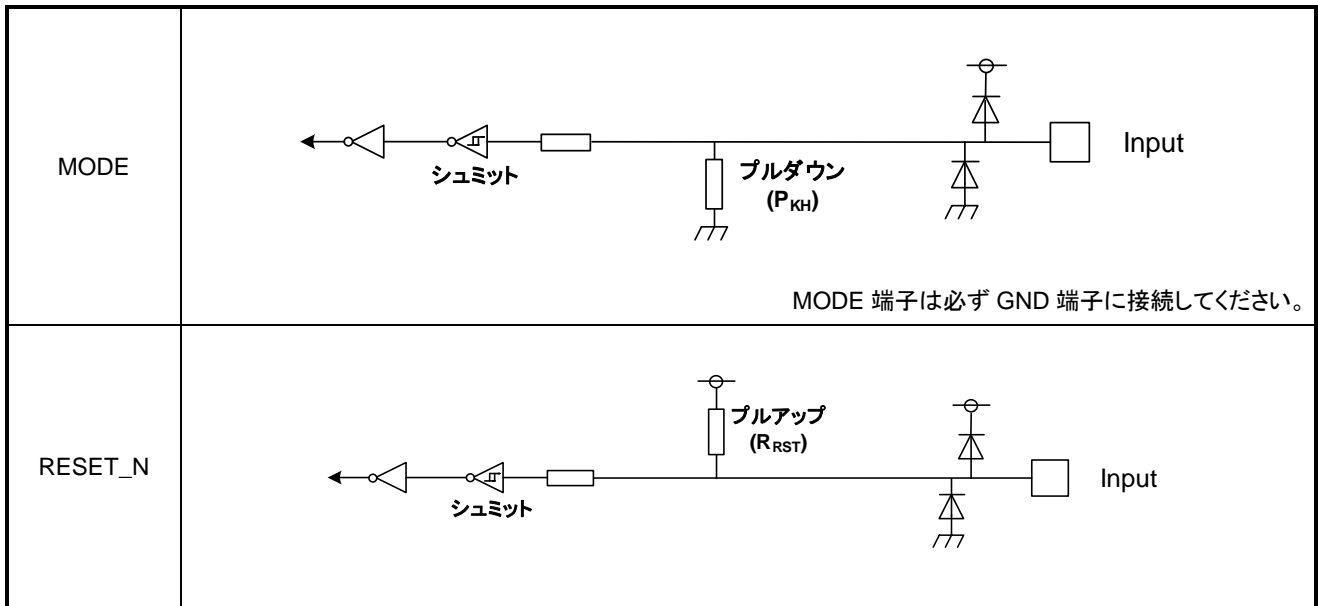 MODE
シュミット
プルダウン
(PKH)
Input
MODE 端子は必ず GND 端子に接続してください。
RESET_N
プルアップ
(RRST)
シュミット
Input